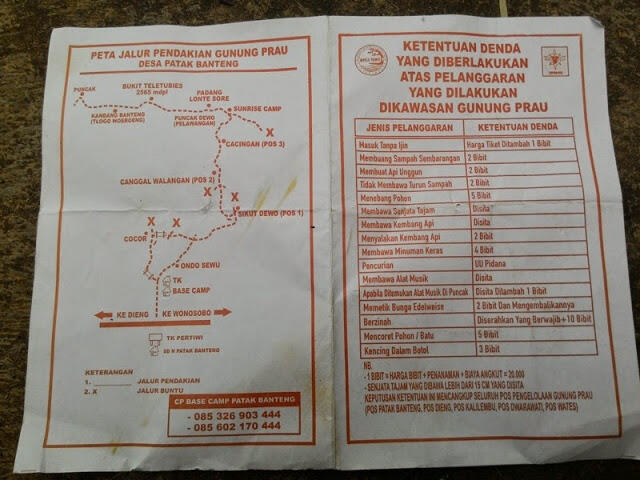 PETA JALUR PENDAKIAN GUNUNG PRAU
DESA PATAK BANTENG
PUNCAK
BUKIT TELETUBIES
2565 mdpl
PADANG
LONTE SORE
SUNRISE CAMP
KANDANG BANTENG
(TLOGO NGERGENG)
PUNCAK DEWO
(PELAWANGAN)
X
CACINGAN (POS 3)
CANGGAL WALANGAN (POS 2)
X
X
X
SIKUT DEWO (POS 1)
X
COCOR
ONDO SEWU
TK
BASE CAMP
KE DIENG
KE WONOSOBO
TK PERTIWI
SD N PATAK BANTENG
KETERANGAN
1. ________ JALUR PENDAKIAN
2. X JALUR BUNTU
CP BASE CAMP PATAK BANTENG
- 085 326 903 444
- 085 602 170 444
KETENTUAN DENDA
YANG DIBERLAKUKAN
ATAS PELANGGARAN
YANG DILAKUKAN
DIKAWASAN GUNUNG PRAU
JENIS PELANGGARAN KETENTUAN DENDA
Masuk Tanpa Ijin Harga Tiket Ditambah 1 Bibit
Membuang Sampah Sembarangan 2 Bibit
Membuat Api Unggun 2 Bibit
Tidak Membawa Turun Sampah 2 Bibit
Menebang Pohon 5 Bibit
Membawa Senjata Tajam Disita
Membawa Kembang Api Disita
Menyalakan Kembang Api 2 Bibit
Membawa Minuman Keras 4 Bibit
Pencurian UU Pidana
Membawa Alat Musik Disita
Apabila Ditemukan Alat Musik Di Puncak Disita Ditambah 1 Bibit
Memetik Bunga Edelweise 2 Bibit Dan Mengembalikannya
Berzinah Diserahkan Yang Berwajib+10 Bibit
Mencoret Pohon / Batu 5 Bibit
Kencing Dalam Botol 3 Bibit
NB.
- 1 BIBIT = HARGA BIBIT + PENANAMAN + BIAYA ANGKUT = 20.000
- SENJATA TAJAM YANG DIBAWA LEBIH DARI 15 CM YANG DISITA
KEPUTUSAN KETENTUAN INI MENCANGKUP SELURUH POS PENGELOLAAN GUNUNG PRAU
(POS PATAK BANTENG, POS DIENG, POS KALILEMBU, POS DWARAWATI, POS WATES)